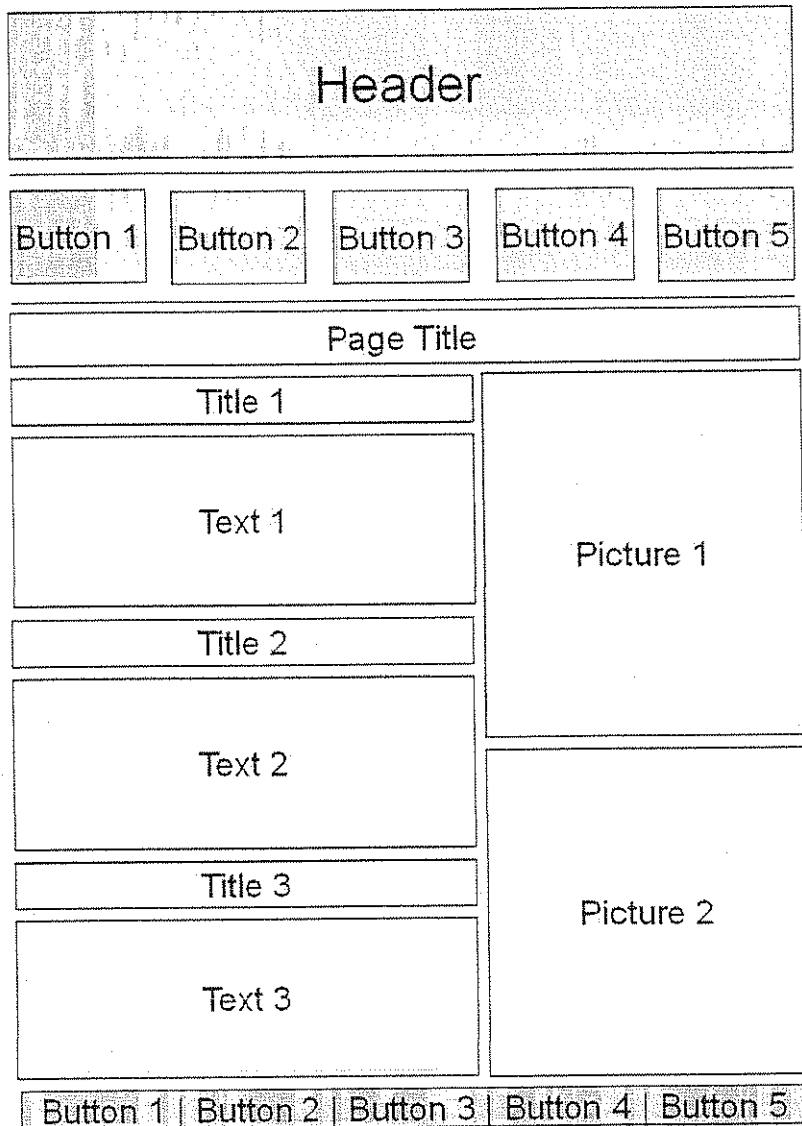 Header
Button 1 Button 2 Button 3 Button 4 Button 5
Page Title
Title 1
Text 1
Picture 1
Title 2
Text 2
Title 3
Picture 2
Text 3
Button 1 | Button 2 | Button 3 | Button 4 | Button 5